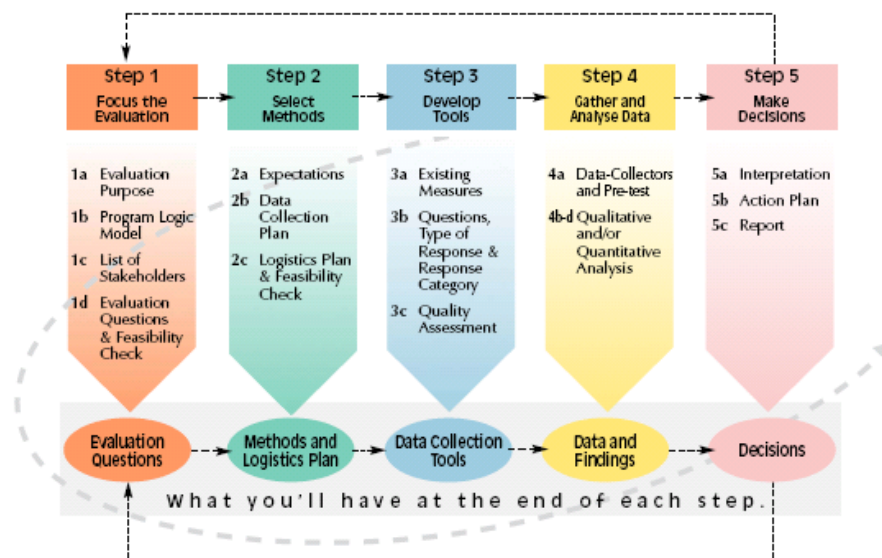 Step 1
Focus the
Evaluation
Step 2
Select
Methods
Step 3
Develop
Tools
Step 4
Gather and
Analyse Data
Step 5
Make
Decisions
1a Evaluation
Purpose
1b Program Logic
Model
1c List of
Stakeholders
1d Evaluation
Questions
& Feasibility
Check
2a Expectations
2b Data
Collection
Plan
2c Logistics Plan
& Feasibility
Check
3a Existing
Measures
3b Questions,
Type of
Response &
Response
Category
3c Quality
Assessment
4a Data-Collectors
and Pre-test
4b-d Qualitative
and/or
Quantitative
Analysis
5a Interpretation
5b Action Plan
5c Report
Evaluation
Questions
Methods and
Logistics Plan
Data Collection
Tools
Data and
Findings
Decisions
What you'll have at the end of each step.